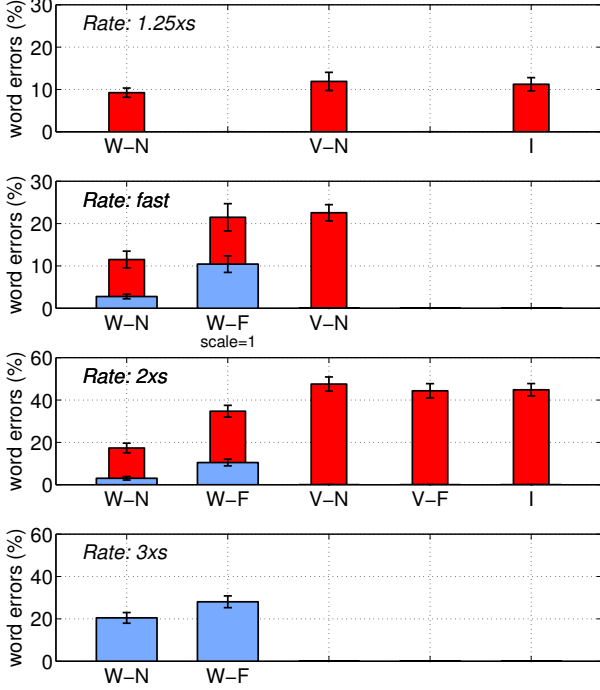 30
Rate: 1.25xs
20
10
0
word errors (%)
W-N V-N I
30
Rate: fast
20
10
0
word errors (%)
W-N W-F V-N
scale=1
60
Rate: 2xs
40
20
0
word errors (%)
W-N W-F V-N V-F I
60
Rate: 3xs
40
20
0
word errors (%)
W-N W-F